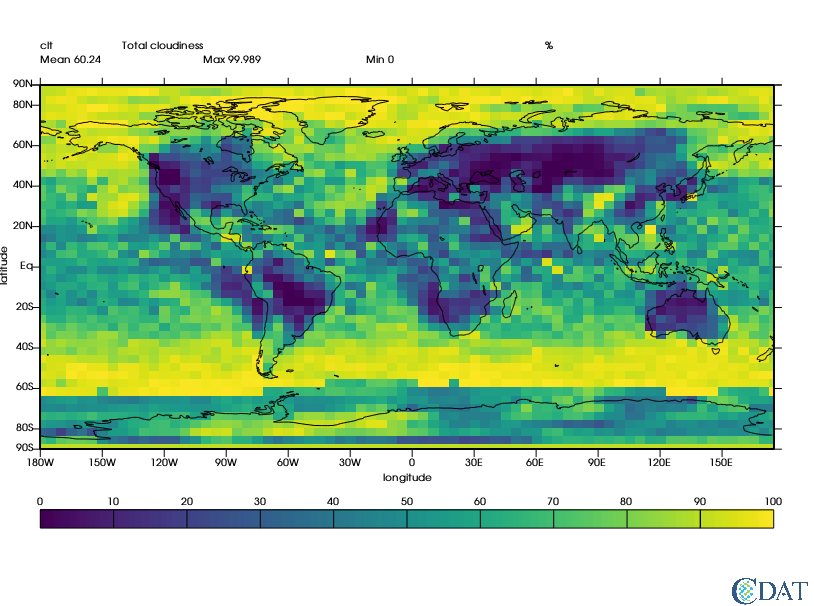 clt Total cloudiness %
Mean 60.24 Max 99.989 Min 0
90N
80N
60N
40N
20N
Eq
20S
40S
60S
80S
90S
latitude
180W 150W 120W 90W 60W 30W 0 30E 60E 90E 120E 150E
longitude
0 10 20 30 40 50 60 70 80 90 100
CDAT